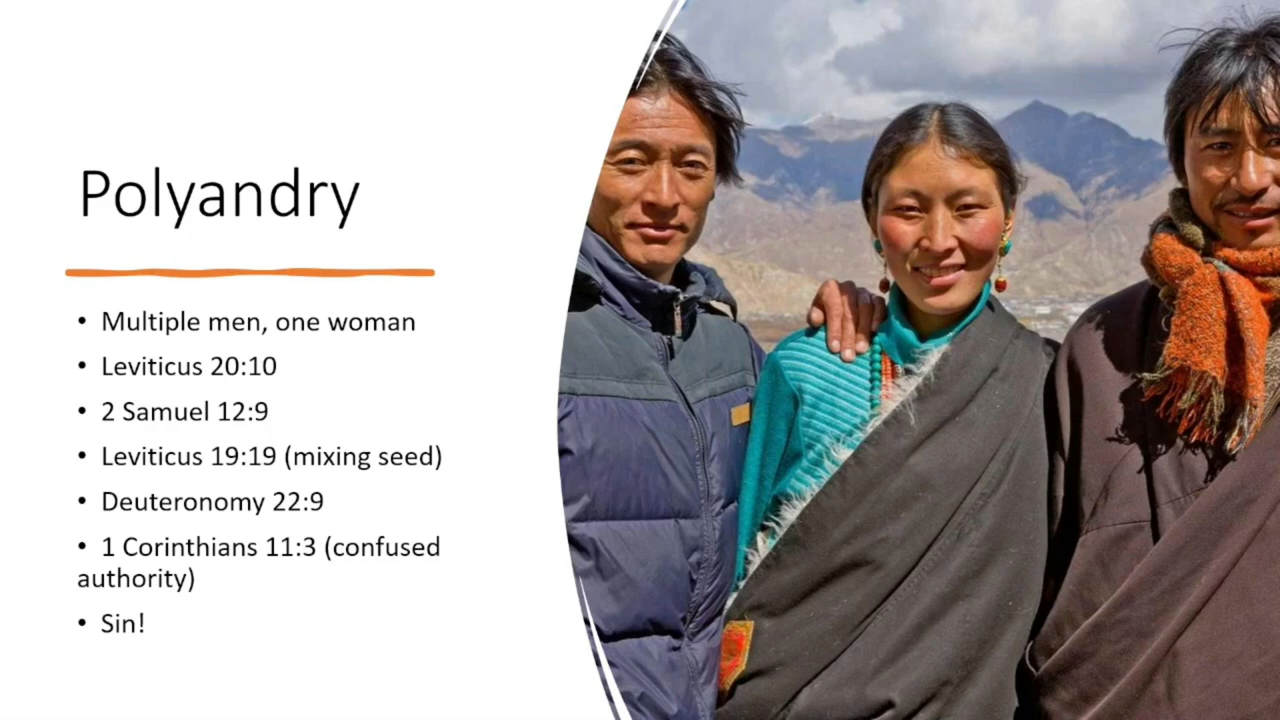 Polyandry
• Multiple men, one woman
• Leviticus 20:10
• 2 Samuel 12:9
• Leviticus 19:19 (mixing seed)
• Deuteronomy 22:9
• 1 Corinthians 11:3 (confused
authority)
• Sin!